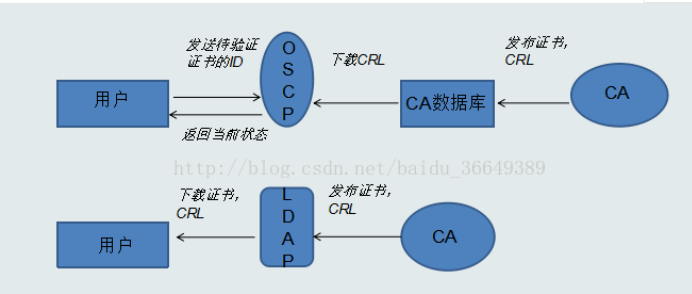 发送待验证
证书的ID
O
S
C
P
下载CRL
发布证书,
CRL
用户
CA数据库
CA
返回当前状态
http://blog.csdn.net/baidu_36649389
下载证书,
CRL
L
D
A
P
发布证书,
CRL
用户
CA